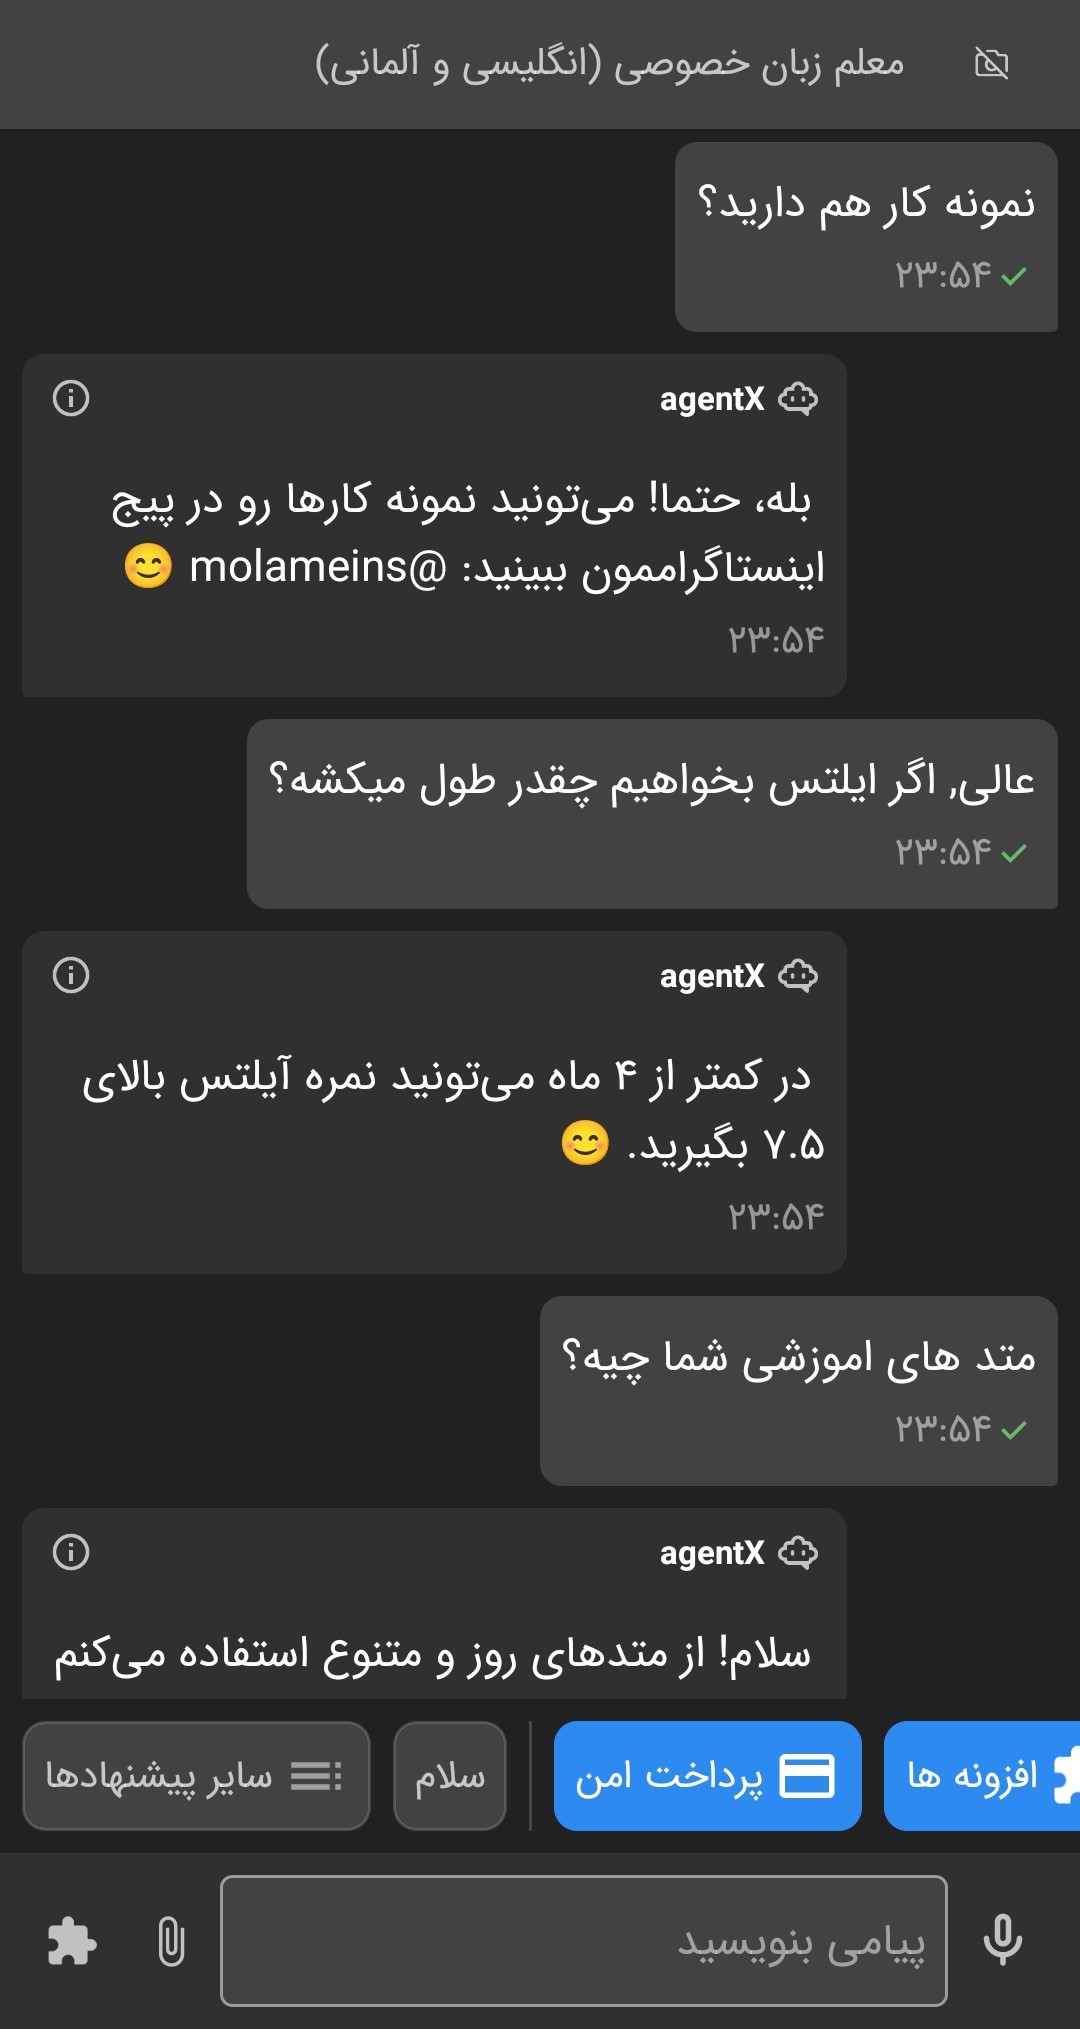 معلم زبان خصوصی (انگلیسی و آلمانی)
نمونه کار هم دارید؟
۲۳:۵۴
agentX
بله، حتما! می‌تونید نمونه کارها رو در پیج
اینستاگراممون ببینید: @molameins 😊
۲۳:۵۴
عالی, اگر ایلتس بخواهیم چقدر طول میکشه؟
۲۳:۵۴
agentX
در کمتر از ۴ ماه می‌تونید نمره آیلتس بالای
۷.۵ بگیرید. 😊
۲۳:۵۴
متد های اموزشی شما چیه؟
۲۳:۵۴
agentX
سلام! از متدهای روز و متنوع استفاده می‌کنم
افزونه ها
پرداخت امن
سلام
سایر پیشنهادها
پیامی بنویسید